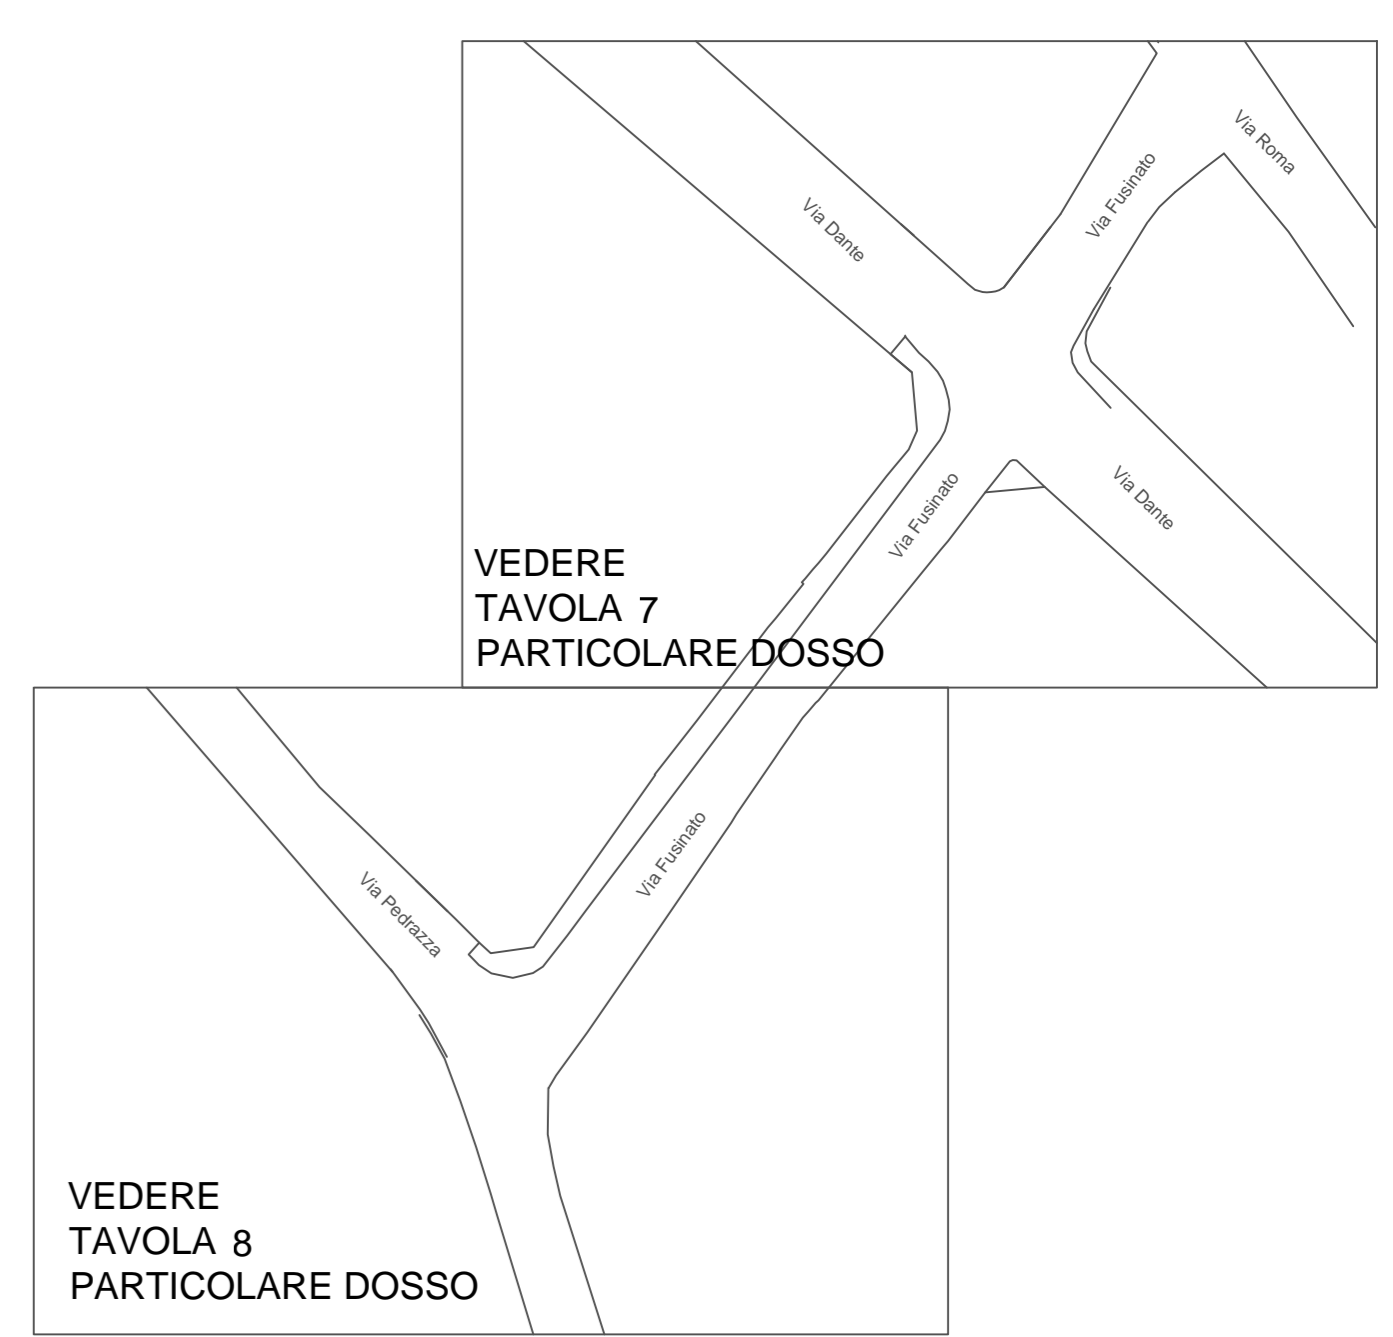 Via Roma
Via Fusinato
Via Dante
Via Dante
Via Fusinato
VEDERE
TAVOLA 7
PARTICOLARE DOSSO
Via Fusinato
Via Pedrazza
VEDERE
TAVOLA 8
PARTICOLARE DOSSO